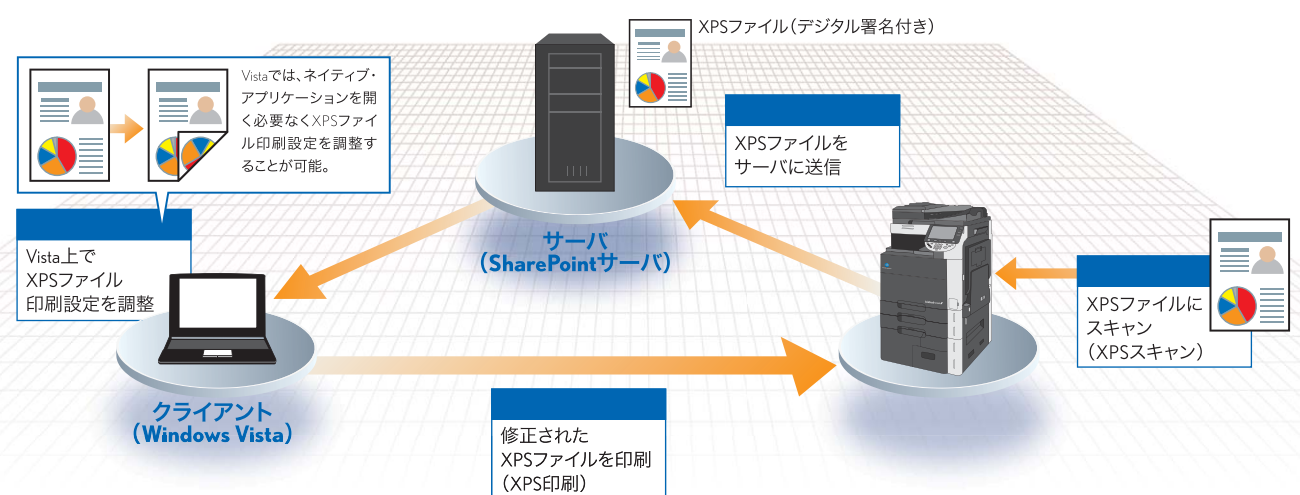 XPSファイル(デジタル署名付き)
Vistaでは、ネイティブ・
アプリケーションを開
く必要なくXPSファイ
ル印刷設定を調整す
ることが可能。
XPSファイルを
サーバに送信
Vista上で
XPSファイル
印刷設定を調整
サーバ
(SharePointサーバ)
XPSファイルに
スキャン
(XPSスキャン)
クライアント
(Windows Vista)
修正された
XPSファイルを印刷
(XPS印刷)